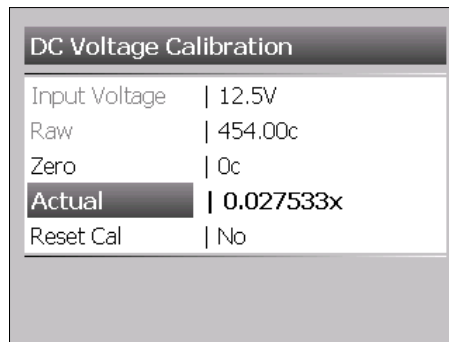 DC Voltage Calibration
Input Voltage | 12.5V
Raw | 454.00c
Zero | 0c
Actual | 0.027533x
Reset Cal | No